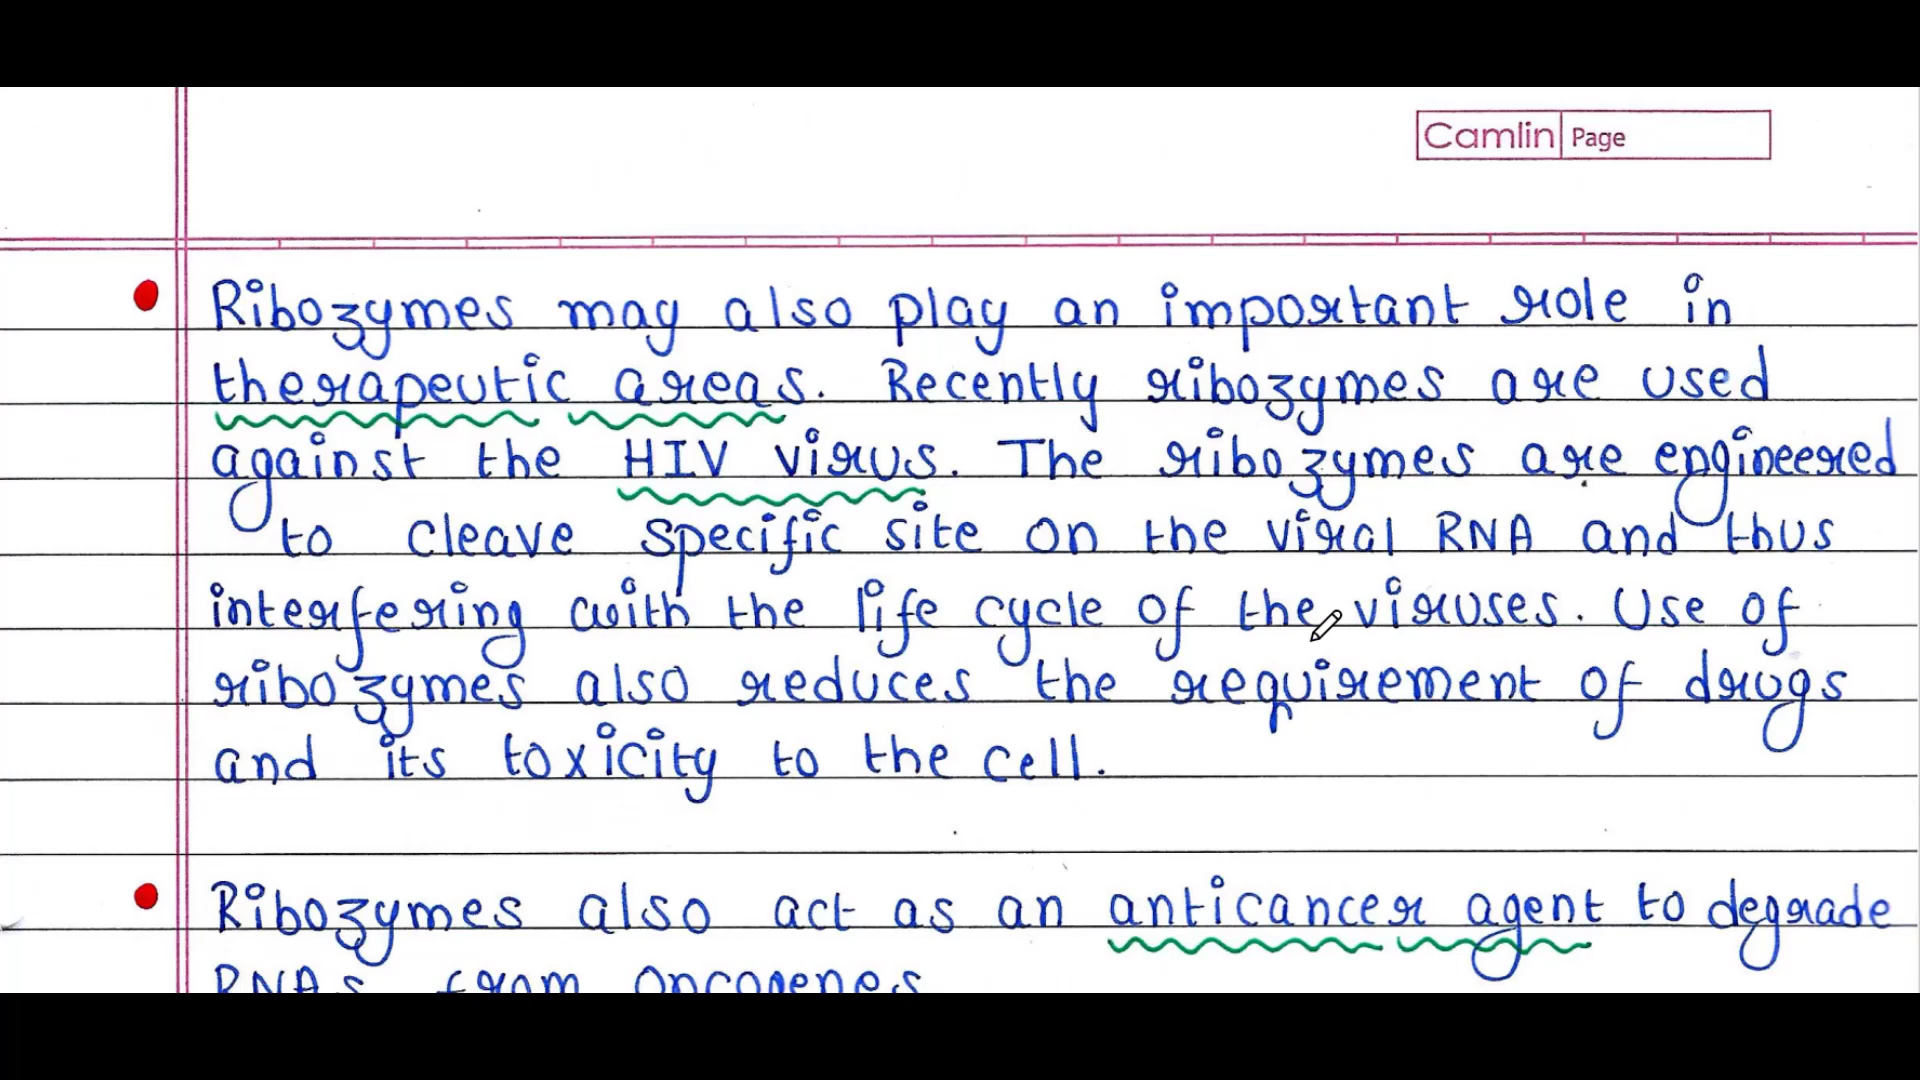 Camlin Page
Ribozymes may also play an important role in
therapeutic areas. Recently ribozymes are used
against the HIV virus. The ribozymes are engineered
to cleave specific site on the viral RNA and thus
interfering with the life cycle of the viruses. Use of
ribozymes also reduces the requirement of drugs
and its toxicity to the cell.
Ribozymes also act as an anticancer agent to degrade
RNAs from oncogenes